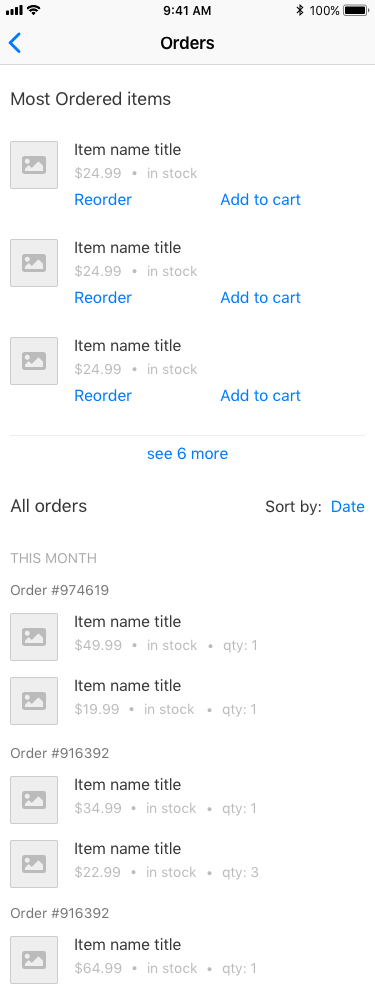 9:41 AM 100%
Orders
Most Ordered items
Item name title
$24.99 • in stock
Reorder Add to cart
Item name title
$24.99 • in stock
Reorder Add to cart
Item name title
$24.99 • in stock
Reorder Add to cart
see 6 more
All orders Sort by: Date
THIS MONTH
Order #974619
Item name title
$49.99 • in stock • qty: 1
Item name title
$19.99 • in stock • qty: 1
Order #916392
Item name title
$34.99 • in stock • qty: 1
Item name title
$22.99 • in stock • qty: 3
Order #916392
Item name title
$64.99 • in stock • qty: 1